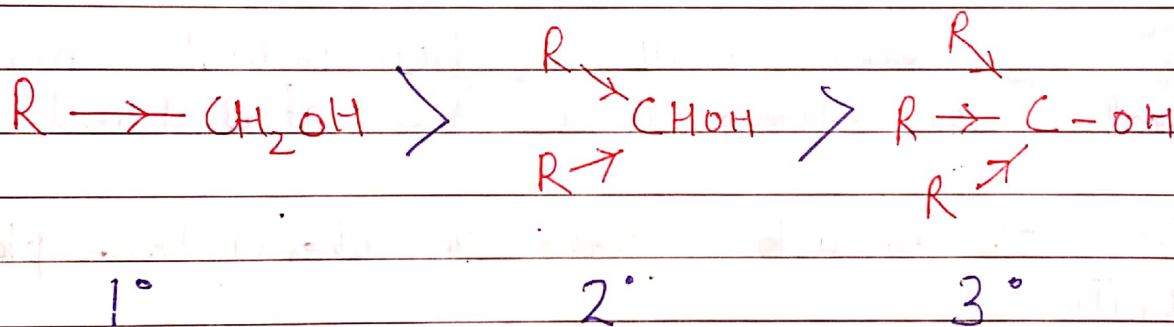 R → CH₂OH > R → CHOH > R → C - OH
R → R →
R →
1° 2° 3°